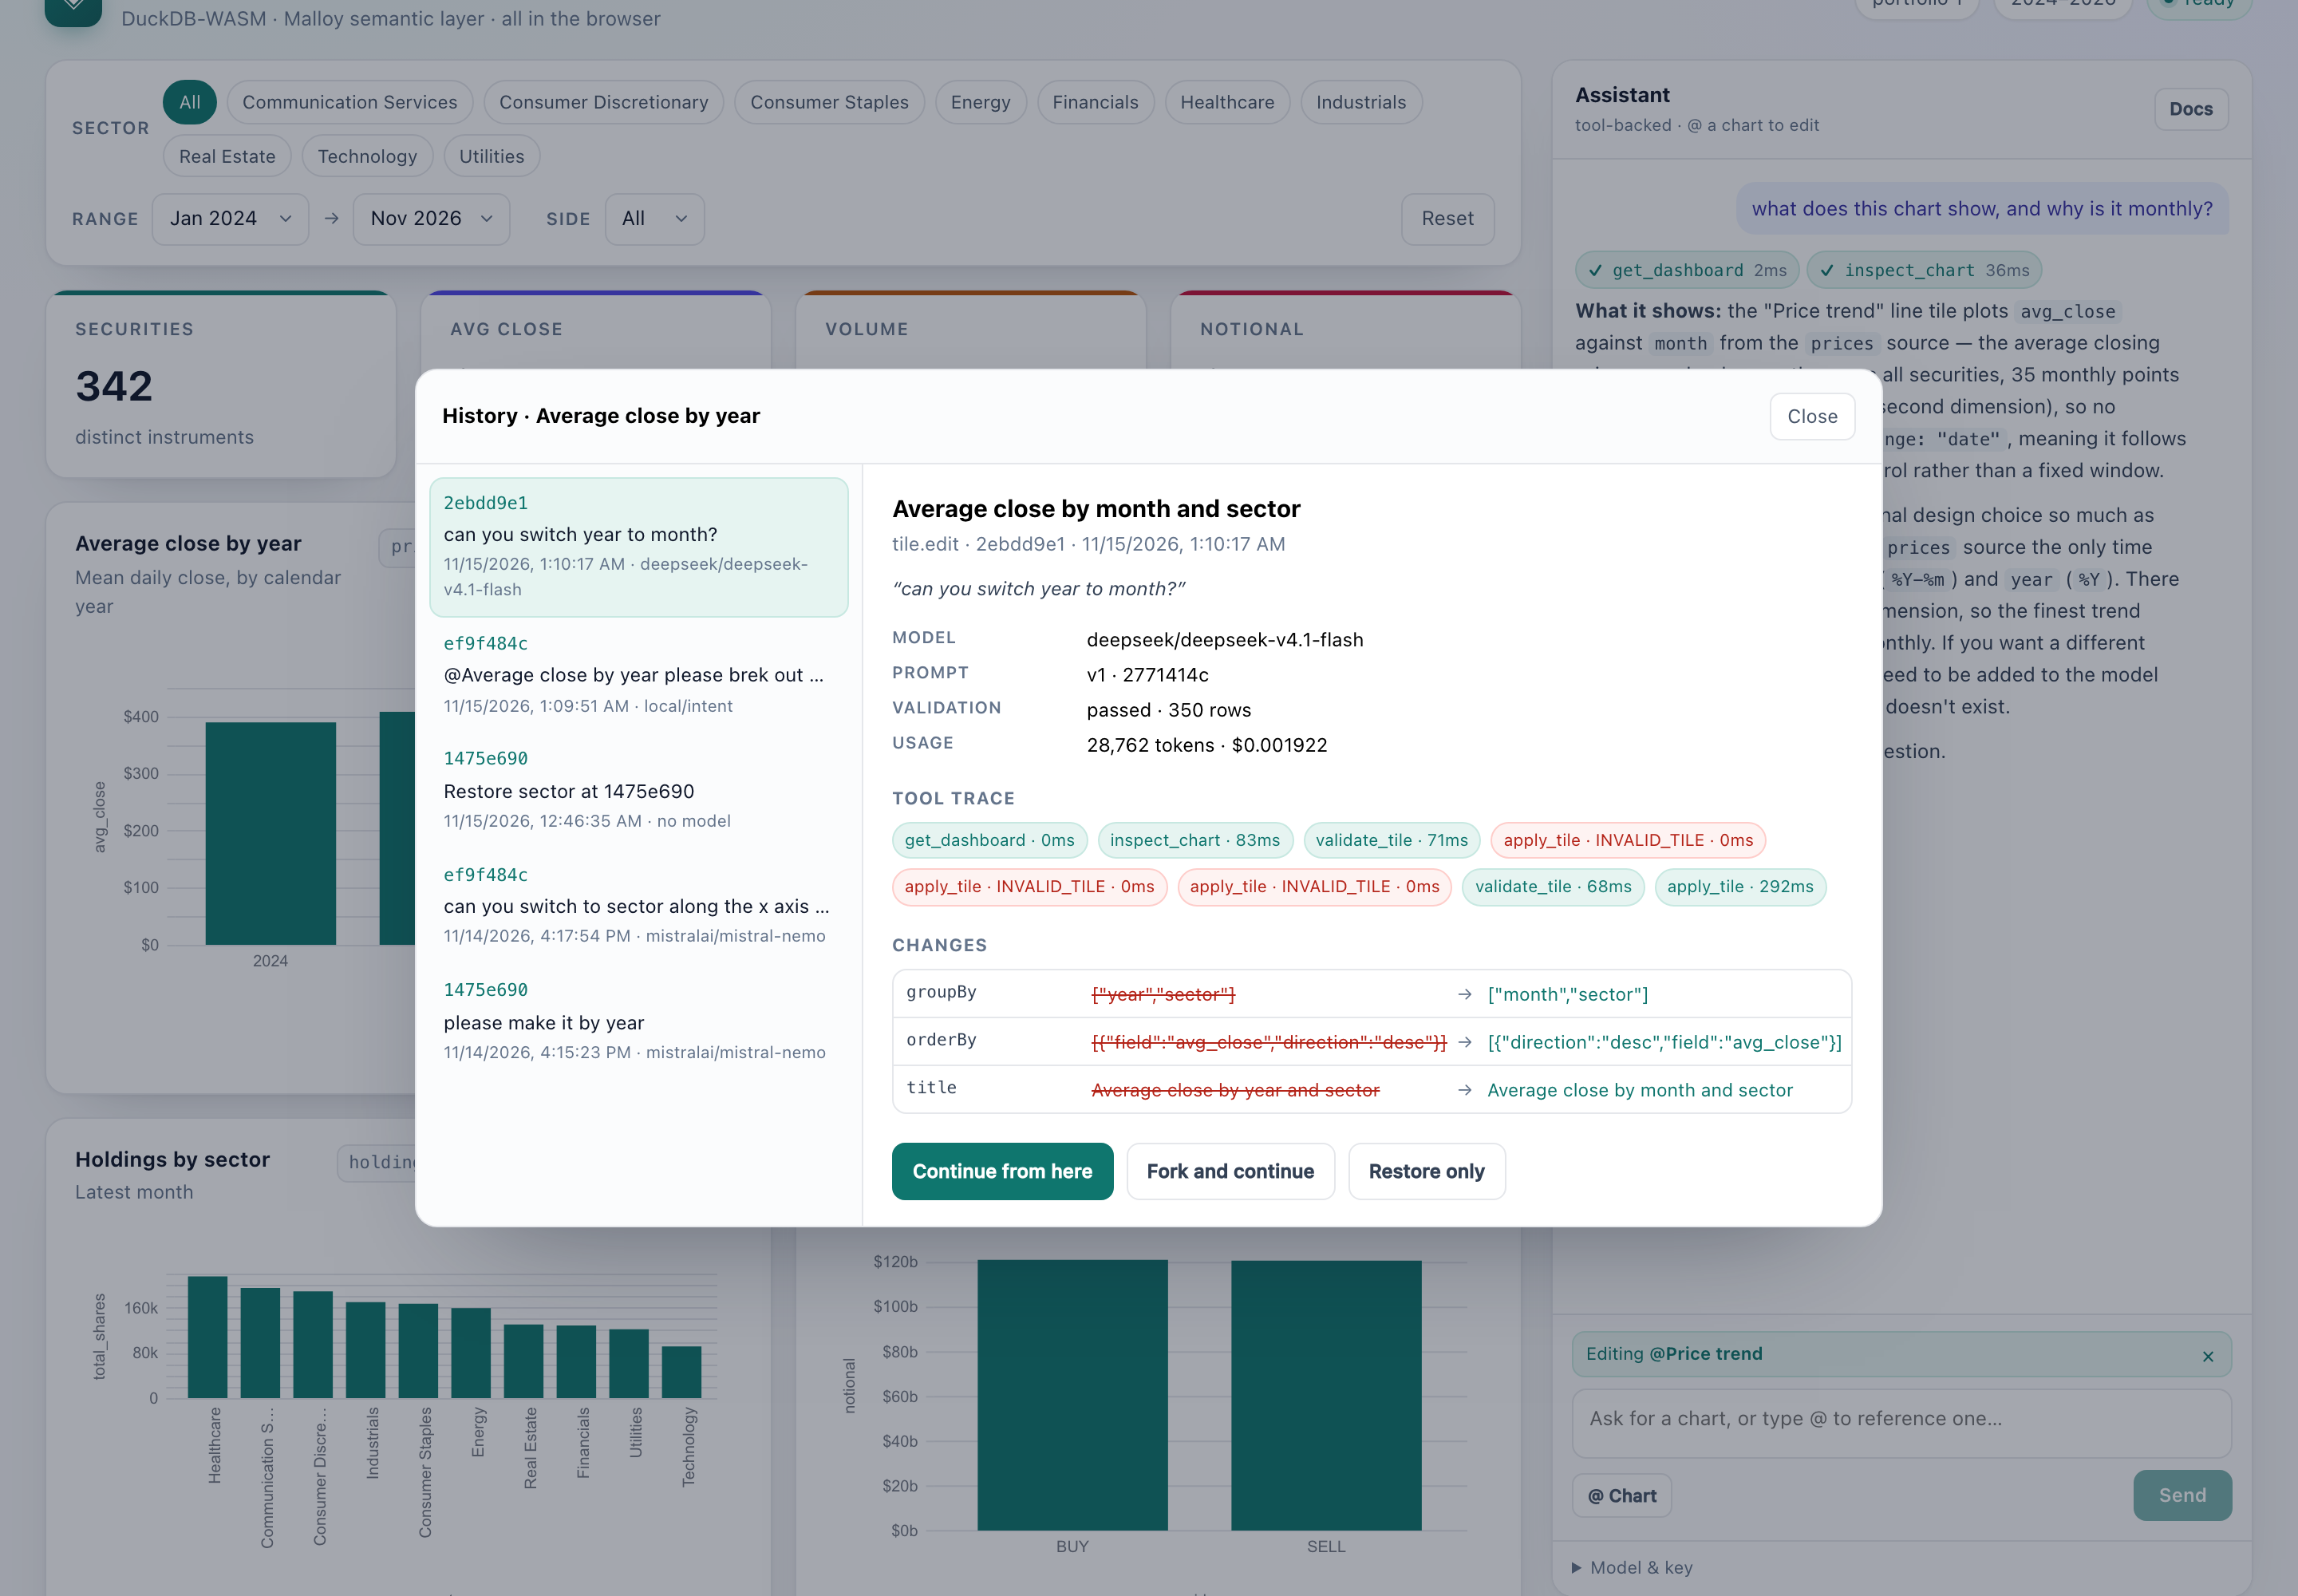 DuckDB-WASM · Malloy semantic layer · all in the browser
SECTOR
All
Communication Services
Consumer Discretionary
Consumer Staples
Energy
Financials
Healthcare
Industrials
Real Estate
Technology
Utilities
RANGE
Jan 2024
→
Nov 2026
SIDE
All
Reset
SECURITIES
342
distinct instruments
AVG CLOSE
VOLUME
NOTIONAL
Average close by year
Mean daily close, by calendar
year
avg_close
$400
$300
$200
$100
$0
2024
Holdings by sector
Latest month
total_shares
160k
80k
0
Healthcare
Communication S...
Consumer Discre...
Industrials
Consumer Staples
Energy
Real Estate
Financials
Utilities
Technology
notional
$120b
$100b
$80b
$60b
$40b
$20b
$0b
BUY
SELL
History · Average close by year
Close
2ebdd9e1
can you switch year to month?
11/15/2026, 1:10:17 AM · deepseek/deepseek-
v4.1-flash
ef9f484c
@Average close by year please brek out ...
11/15/2026, 1:09:51 AM · local/intent
1475e690
Restore sector at 1475e690
11/15/2026, 12:46:35 AM · no model
ef9f484c
can you switch to sector along the x axis ...
11/14/2026, 4:17:54 PM · mistralai/mistral-nemo
1475e690
please make it by year
11/14/2026, 4:15:23 PM · mistralai/mistral-nemo
Average close by month and sector
tile.edit · 2ebdd9e1 · 11/15/2026, 1:10:17 AM
“can you switch year to month?”
MODEL deepseek/deepseek-v4.1-flash
PROMPT v1 · 2771414c
VALIDATION passed · 350 rows
USAGE 28,762 tokens · $0.001922
TOOL TRACE
get_dashboard · 0ms
inspect_chart · 83ms
validate_tile · 71ms
apply_tile · INVALID_TILE · 0ms
apply_tile · INVALID_TILE · 0ms
apply_tile · INVALID_TILE · 0ms
validate_tile · 68ms
apply_tile · 292ms
CHANGES
groupBy ["year","sector"] → ["month","sector"]
orderBy [{"field":"avg_close","direction":"desc"}] → [{"direction":"desc","field":"avg_close"}]
title Average close by year and sector → Average close by month and sector
Continue from here
Fork and continue
Restore only
Assistant
tool-backed · @ a chart to edit
Docs
what does this chart show, and why is it monthly?
✓ get_dashboard 2ms
✓ inspect_chart 36ms
What it shows: the "Price trend" line tile plots avg_close
against month from the prices source — the average closing
all securities, 35 monthly points
second dimension), so no
nge: "date", meaning it follows
rol rather than a fixed window.
nal design choice so much as
prices source the only time
%Y-%m) and year (%Y). There
mension, so the finest trend
nthly. If you want a different
eed to be added to the model
doesn't exist.
estion.
Editing @Price trend
×
Ask for a chart, or type @ to reference one...
@ Chart
Send
▶ Model & key